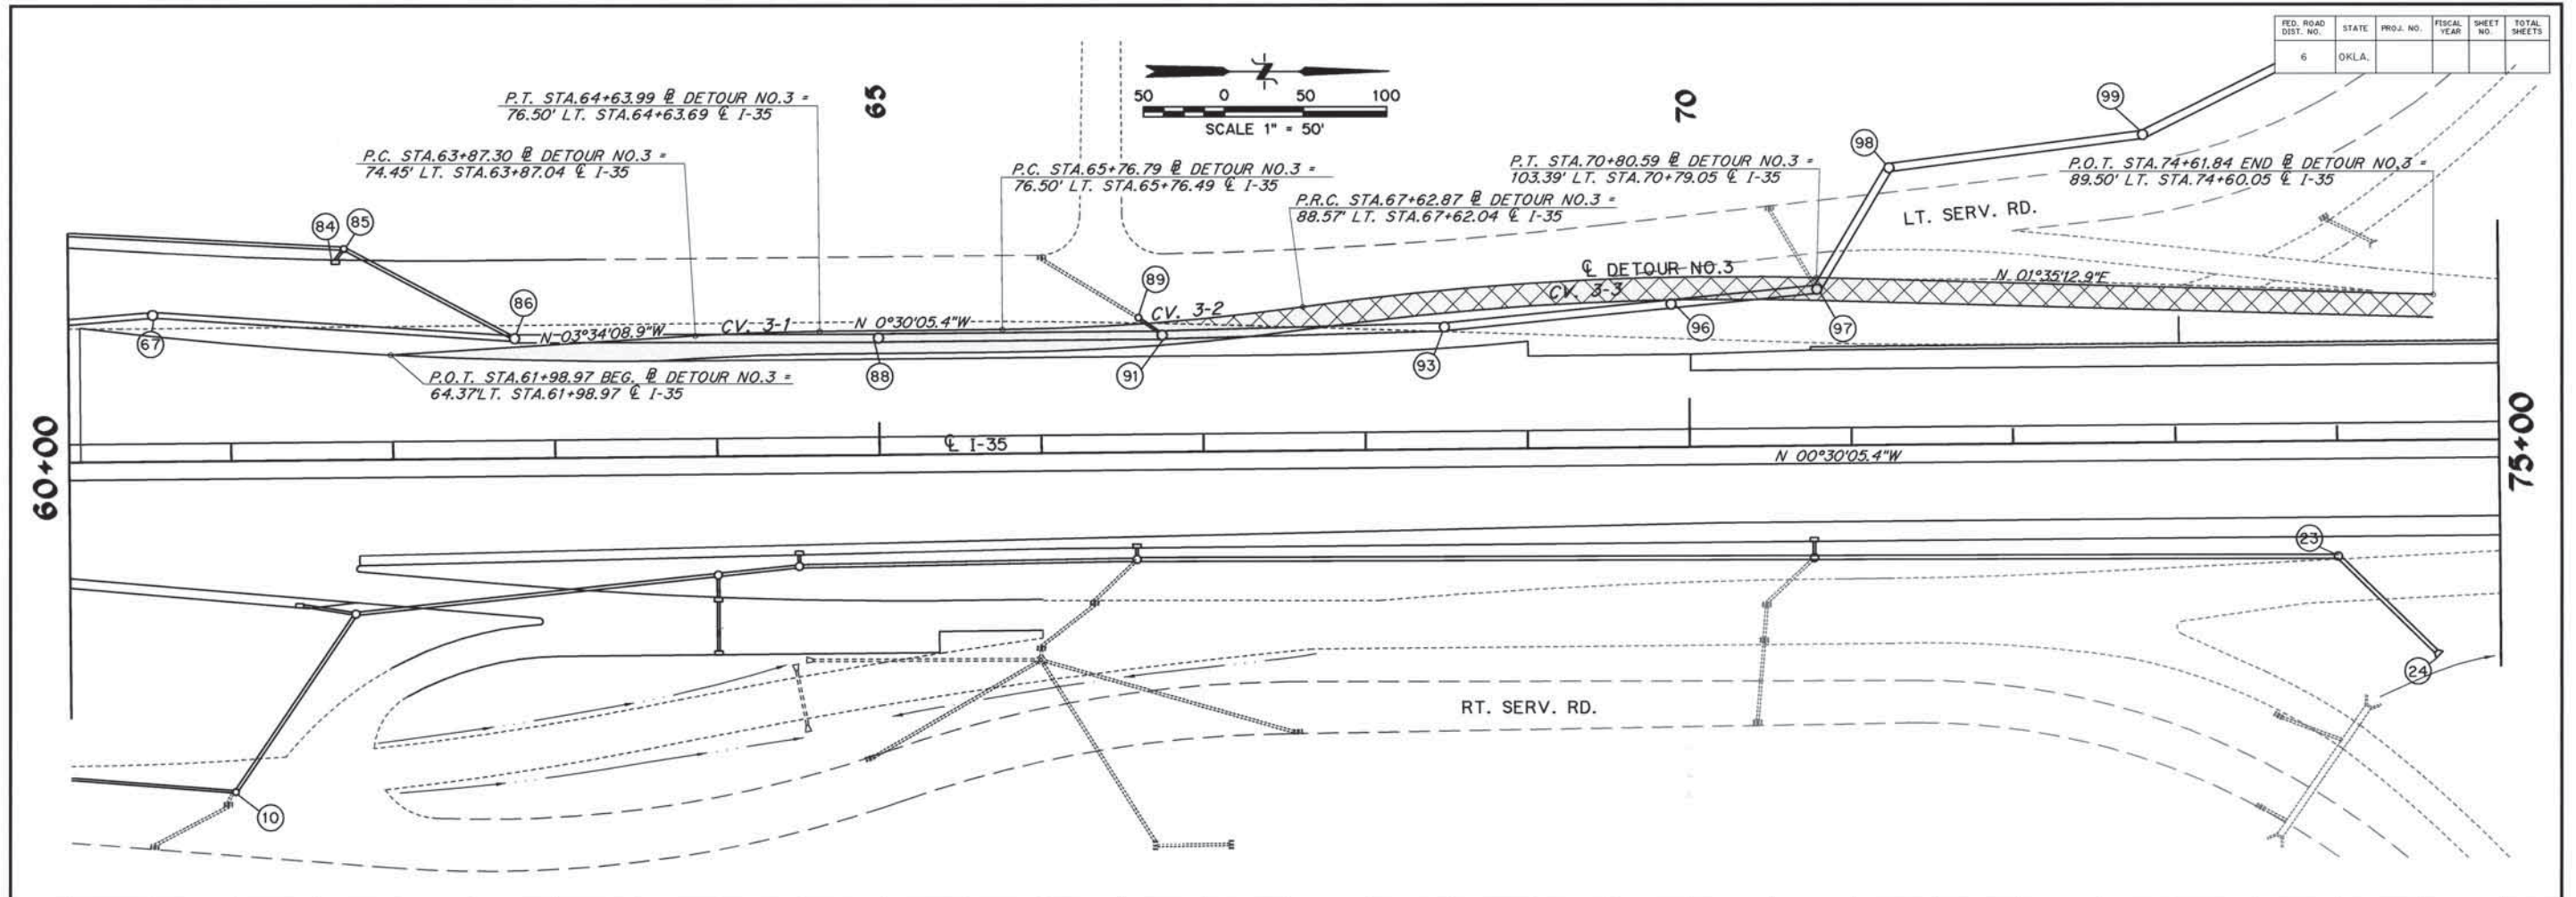 FED. ROAD DIST. NO. STATE PROJ. NO. FISCAL YEAR SHEET NO. TOTAL SHEETS
6 OKLA.
50 0 50 100
SCALE 1" = 50'
65
70
P.T. STA.64+63.99 ⅊ DETOUR NO.3 =
76.50' LT. STA.64+63.69 ℄ I-35
P.C. STA.63+87.30 ⅊ DETOUR NO.3 =
74.45' LT. STA.63+87.04 ℄ I-35
P.C. STA.65+76.79 ⅊ DETOUR NO.3 =
76.50' LT. STA.65+76.49 ℄ I-35
P.R.C. STA.67+62.87 ⅊ DETOUR NO.3 =
88.57' LT. STA.67+62.04 ℄ I-35
P.T. STA.70+80.59 ⅊ DETOUR NO.3 =
103.39' LT. STA.70+79.05 ℄ I-35
P.O.T. STA.74+61.84 END ⅊ DETOUR NO.3 =
89.50' LT. STA.74+60.05 ℄ I-35
99
98
LT. SERV. RD.
84
85
86
89
℄ DETOUR NO.3
N 01°35'12.9"E
CV. 3-3
CV. 3-2
N 0°30'05.4"W
CV. 3-1
N 03°34'08.9"W
67
88
91
93
96
97
P.O.T. STA.61+98.97 BEG. ⅊ DETOUR NO.3 =
64.37'LT. STA.61+98.97 ℄ I-35
60+00
℄ I-35
N 00°30'05.4"W
75+00
23
24
RT. SERV. RD.
10